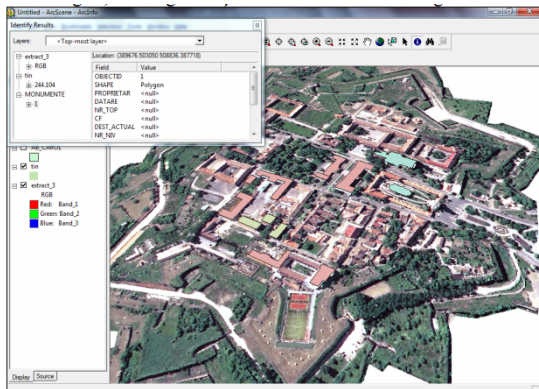 Untitled - ArcScene - ArcInfo
Identify Results
Layers: <Top-most layer>
Location: (389676.503050 508836.387718)
extract_3
RGB
tin
244.104
MONUMENTE
1
Field Value
OBJECTID 1
SHAPE Polygon
PROPRIETAR <null>
DATARE <null>
NR_TOP <null>
CF <null>
DEST_ACTUAL <null>
NR_NIV <null>
tin
extract_3
RGB
Red: Band_1
Green: Band_2
Blue: Band_3
Display Source